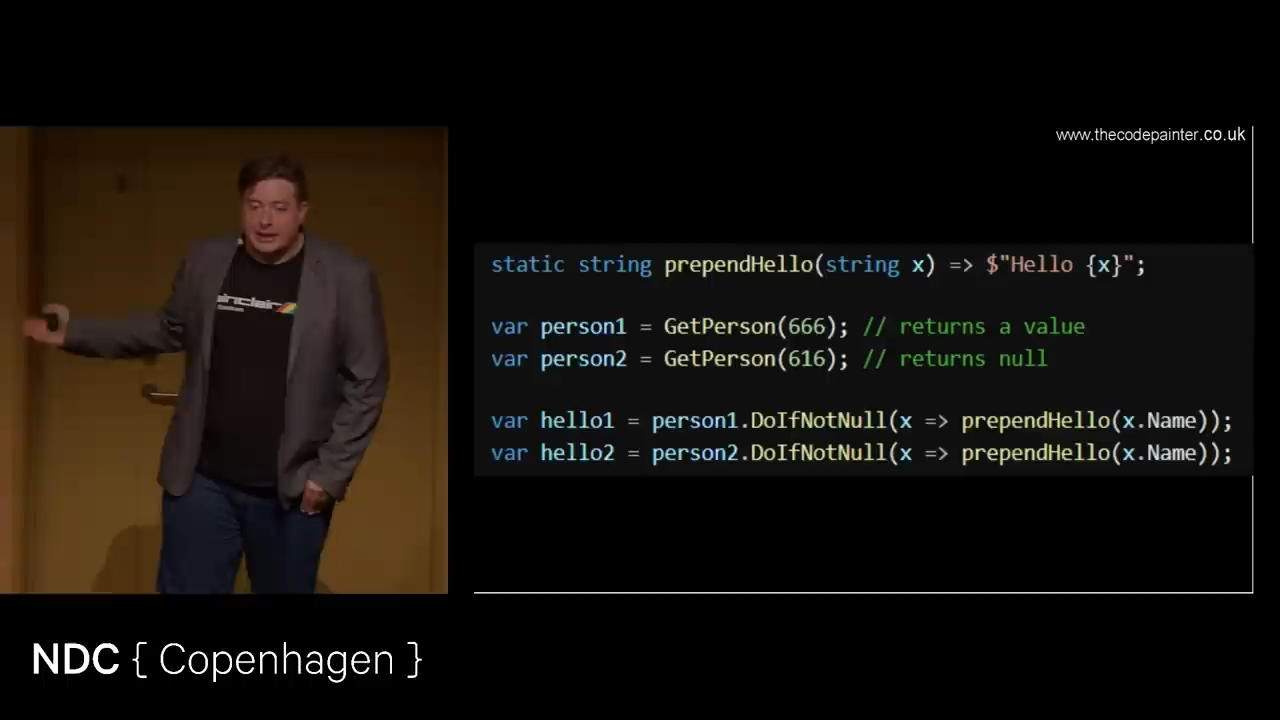 www.thecodepainter.co.uk
static string prependHello(string x) => $"Hello {x}";
var person1 = GetPerson(666); // returns a value
var person2 = GetPerson(616); // returns null
var hello1 = person1.DoIfNotNull(x => prependHello(x.Name));
var hello2 = person2.DoIfNotNull(x => prependHello(x.Name));
sinclair
NDC { Copenhagen }